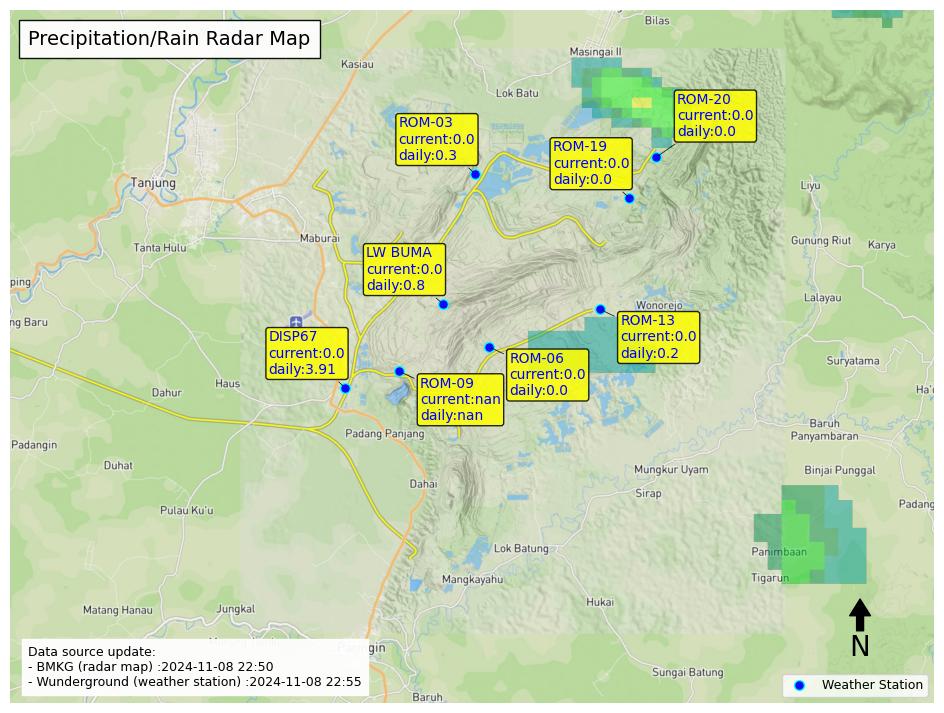 Precipitation/Rain Radar Map
Bilas
Masingai II
Kasiau
Lok Batu
ROM-20
current:0.0
daily:0.0
ROM-03
current:0.0
daily:0.3
ROM-19
current:0.0
daily:0.0
Tanjung
Liyu
Maburai
Tanta Hulu
Gunung Riut
Karya
LW BUMA
current:0.0
daily:0.8
ping
Lalayau
Wonorejo
ng Baru
ROM-13
current:0.0
daily:0.2
DISP67
current:0.0
daily:3.91
ROM-06
current:0.0
daily:0.0
Suryatama
ROM-09
current:nan
daily:nan
Haus
Dahur
Ha'o
Baruh
Panyambaran
Padang Panjang
Padangin
Duhat
Mungkur Uyam
Binjai Punggal
Dahai
Sirap
Padang
Pulau Ku'u
Lok Batung
Panimbaan
Mangkayahu
Tigarun
Hukai
Matang Hanau
Jungkal
N
Data source update:
- BMKG (radar map) :2024-11-08 22:50
- Wunderground (weather station) :2024-11-08 22:55
Sungai Batung
Weather Station
Baruh